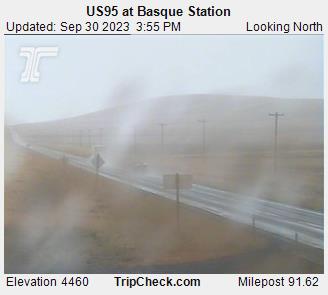 US95 at Basque Station
Updated: Sep 30 2023 3:55 PM Looking North
Elevation 4460 TripCheck.com Milepost 91.62